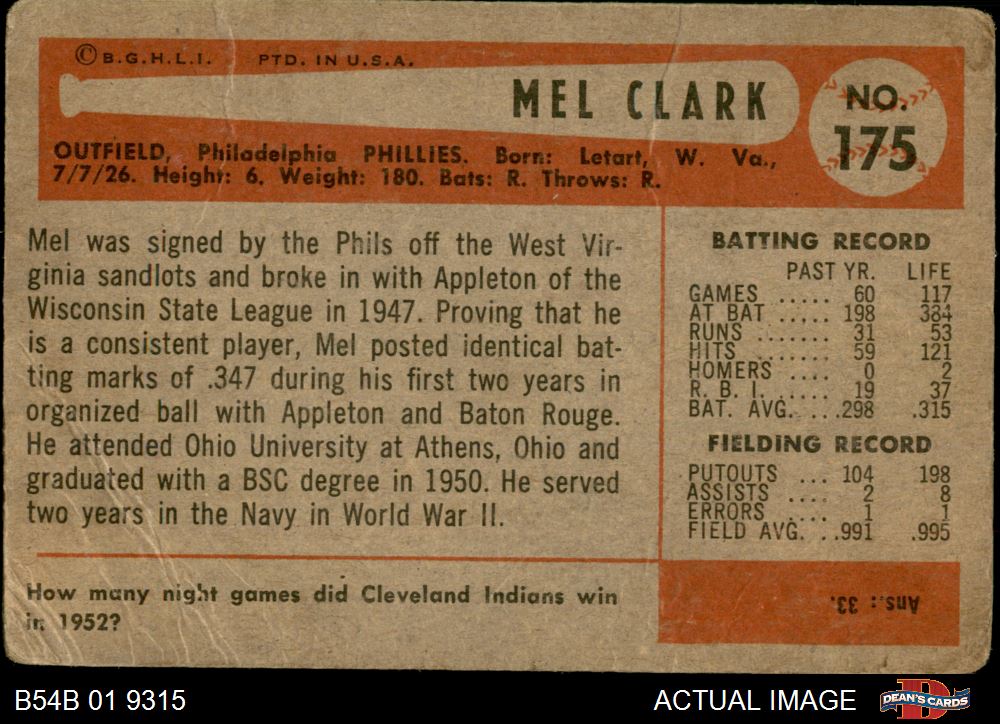 © B.G.H.L.I. PTD. IN U.S.A.
MEL CLARK
NO. 175
OUTFIELD, Philadelphia PHILLIES. Born: Letart, W. Va.,
7/7/26. Height: 6. Weight: 180. Bats: R. Throws: R.
Mel was signed by the Phils off the West Vir-
ginia sandlots and broke in with Appleton of the
Wisconsin State League in 1947. Proving that he
is a consistent player, Mel posted identical bat-
ting marks of .347 during his first two years in
organized ball with Appleton and Baton Rouge.
He attended Ohio University at Athens, Ohio and
graduated with a BSC degree in 1950. He served
two years in the Navy in World War II.
BATTING RECORD
PAST YR. LIFE
GAMES ..... 60 117
AT BAT ..... 198 384
RUNS ..... 31 53
HITS ....... 59 121
HOMERS .... 0 2
R. B. I. ..... 19 37
BAT. AVG. ...298 .315
FIELDING RECORD
PUTOUTS ... 104 198
ASSISTS .... 2 8
ERRORS .... 1 1
FIELD AVG. ..991 .995
How many night games did Cleveland Indians win
in 1952?
Ans.: 33.
B54B 01 9315
ACTUAL IMAGE
DEAN'S CARDS